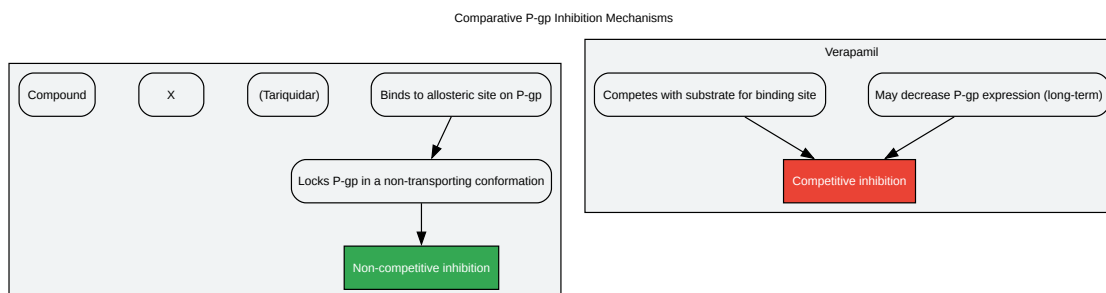 Comparative P-gp Inhibition Mechanisms
Compound
X
(Tariquidar)
Binds to allosteric site on P-gp
Locks P-gp in a non-transporting conformation
Non-competitive inhibition
Verapamil
Competes with substrate for binding site
May decrease P-gp expression (long-term)
Competitive inhibition